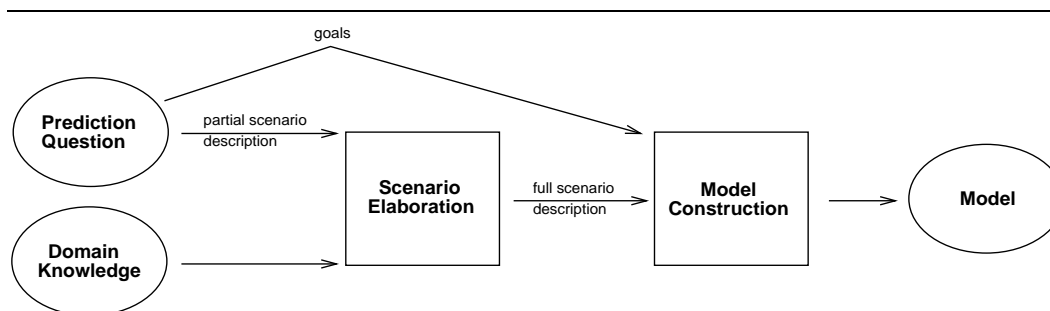 goals
Prediction
Question
partial scenario
description
Scenario
Elaboration
full scenario
description
Model
Construction
Model
Domain
Knowledge